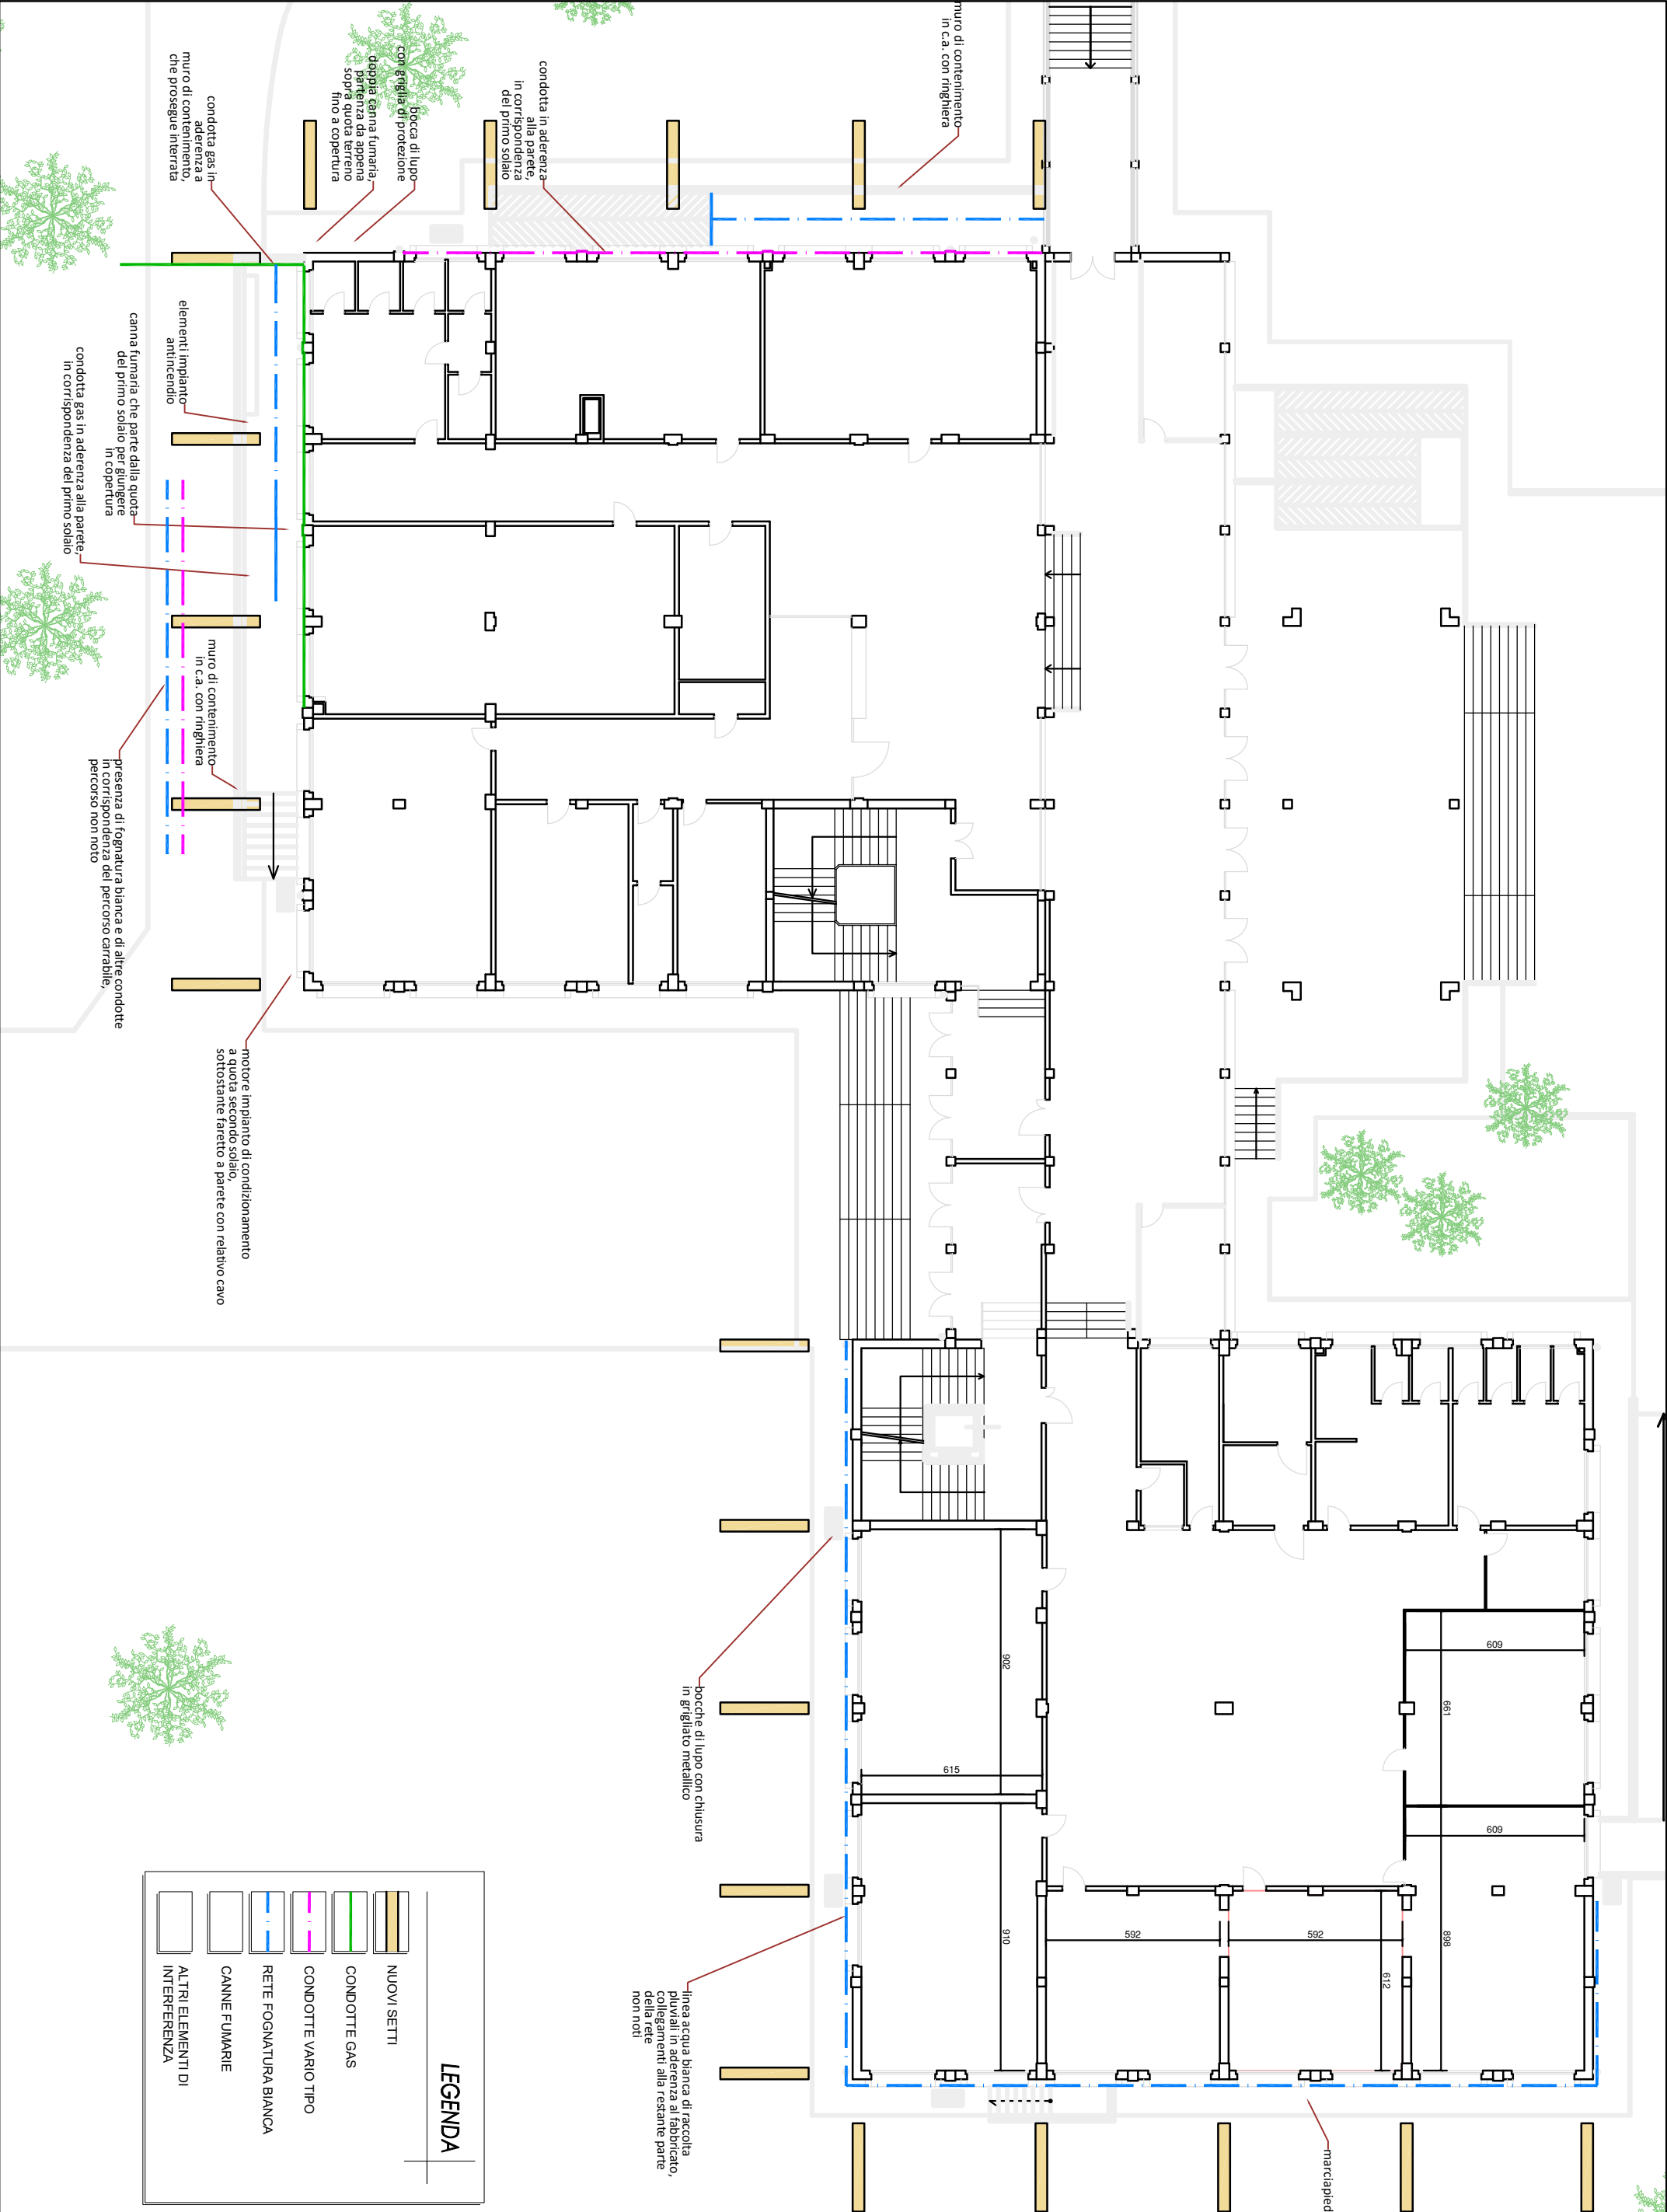 muro di contenimento
in c.a. con ringhiera
condotta in aderenza
alla parete,
in corrispondenza
del primo solaio
bocca di lupo
con griglia di protezione
doppia canna fumaria,
partenza da appena
sopra quota terreno
fino a copertura
condotta gas in
aderenza a
muro di contenimento,
che prosegue interrata
elementi impianto
antincendio
canna fumaria che parte dalla quota
del primo solaio per giungere
in copertura
condotta gas in aderenza alla parete,
in corrispondenza del primo solaio
muro di contenimento
in c.a. con ringhiera
presenza di fognatura bianca e di altre condotte
in corrispondenza del percorso carrabile,
percorso non noto
motore impianto di condizionamento
a quota secondo solaio,
sottostante faretto a parete con relativo cavo
bocche di lupo con chiusura
in grigliato metallico
linea acqua bianca di raccolta
pluviali in aderenza al fabbricato,
collegamenti alla restante parte
della rete
non noti
marciapied
609
661
902
615
609
910
592
592
612
898
LEGENDA
NUOVI SETTI
CONDOTTE GAS
CONDOTTE VARIO TIPO
RETE FOGNATURA BIANCA
CANNE FUMARIE
ALTRI ELEMENTI DI
INTERFERENZA